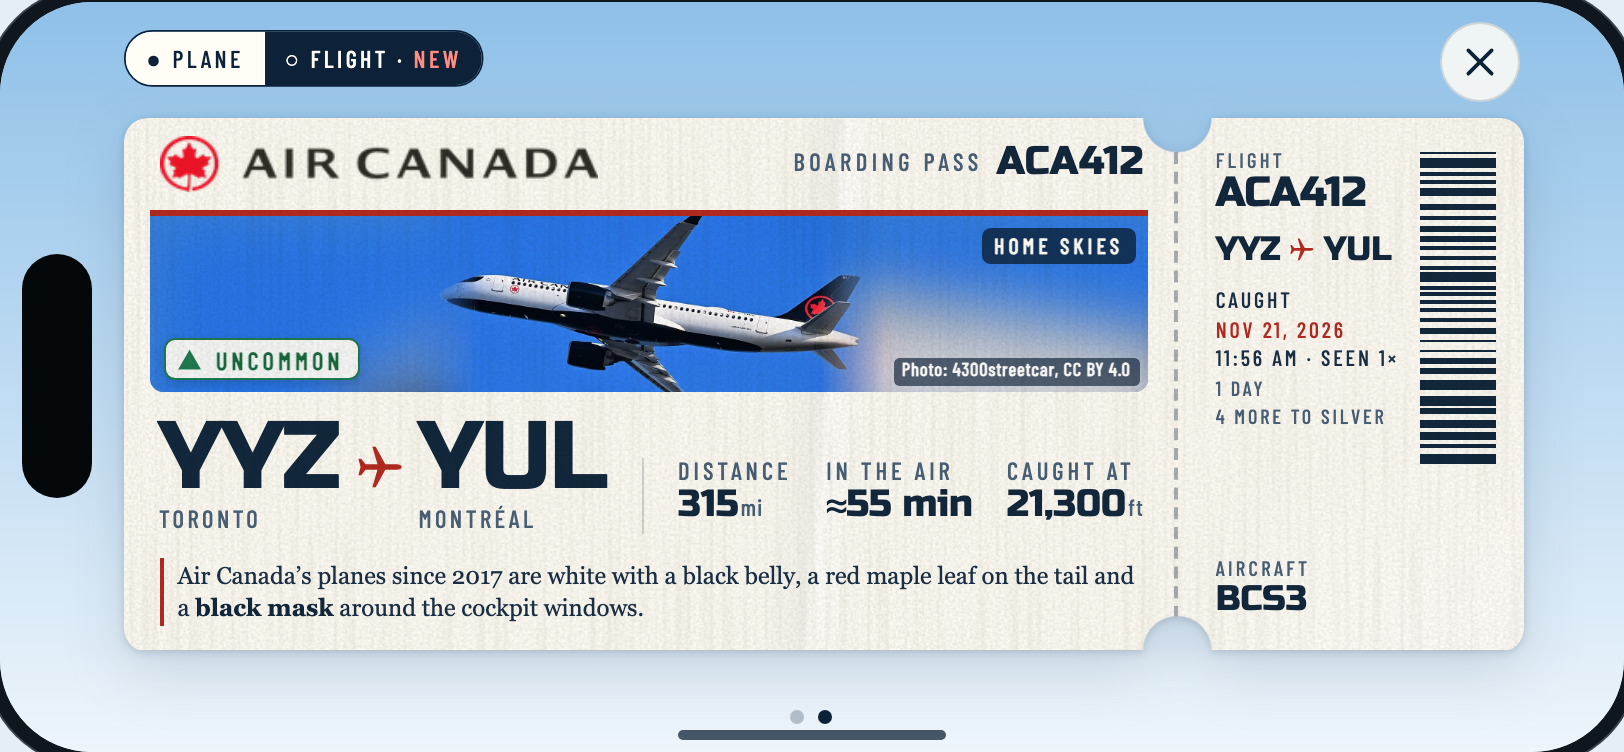 PLANE
FLIGHT · NEW
AIR CANADA
BOARDING PASS ACA412
HOME SKIES
UNCOMMON
Photo: 4300streetcar, CC BY 4.0
YYZ YUL
TORONTO MONTRÉAL
DISTANCE IN THE AIR CAUGHT AT
315mi ≈55 min 21,300ft
Air Canada’s planes since 2017 are white with a black belly, a red maple leaf on the tail and
a black mask around the cockpit windows.
FLIGHT
ACA412
YYZ YUL
CAUGHT
NOV 21, 2026
11:56 AM · SEEN 1×
1 DAY
4 MORE TO SILVER
AIRCRAFT
BCS3